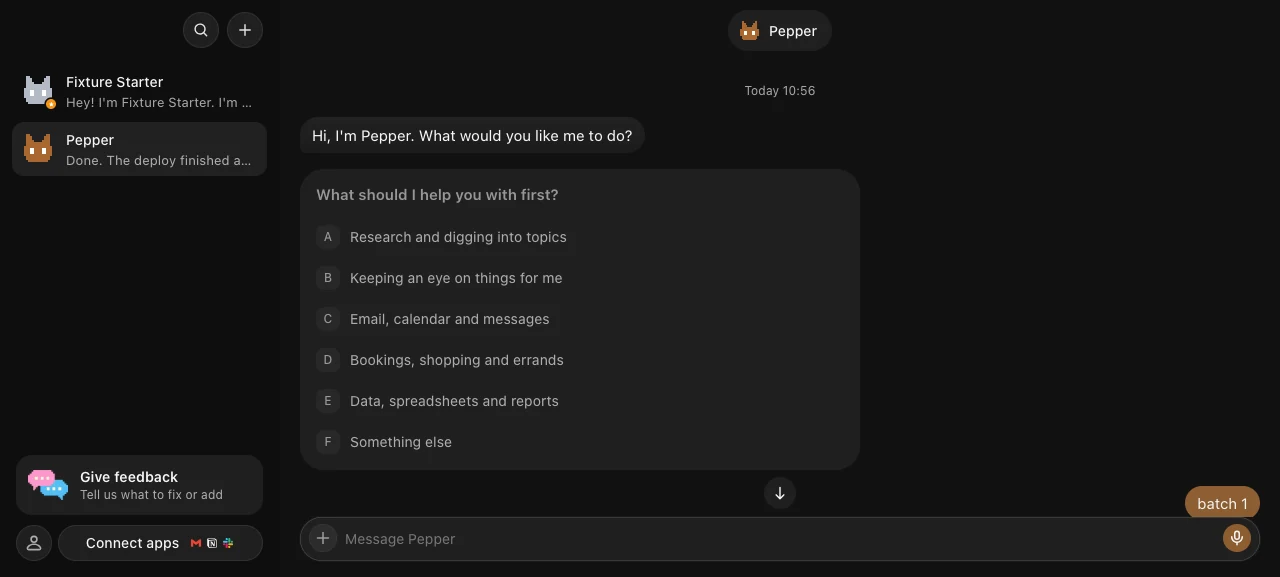 Pepper
Fixture Starter
Hey! I'm Fixture Starter. I'm ...
Pepper
Done. The deploy finished a...
Today 10:56
Hi, I'm Pepper. What would you like me to do?
What should I help you with first?
A Research and digging into topics
B Keeping an eye on things for me
C Email, calendar and messages
D Bookings, shopping and errands
E Data, spreadsheets and reports
F Something else
batch 1
Give feedback
Tell us what to fix or add
Connect apps
Message Pepper